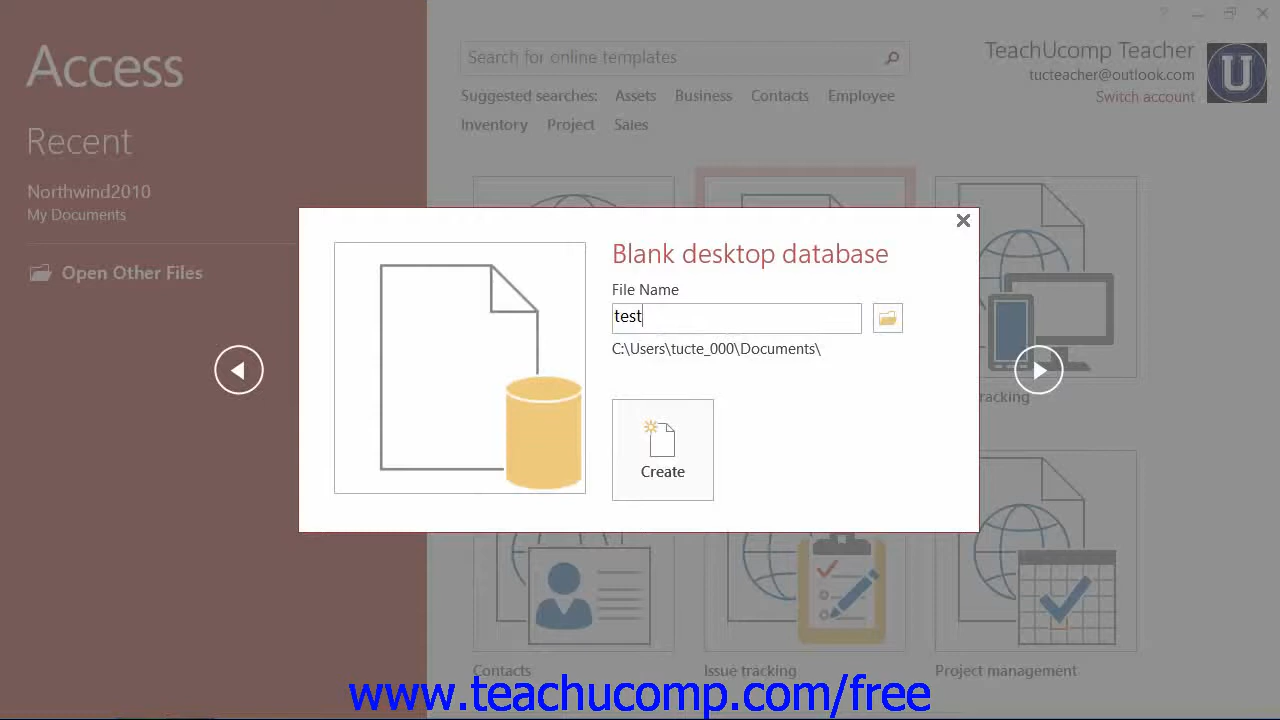 Access
Recent
Northwind2010
My Documents
Open Other Files
Search for online templates
Suggested searches: Assets Business Contacts Employee
Inventory Project Sales
?
TeachUcomp Teacher
tucteacher@outlook.com
Switch account
U
Blank desktop database
File Name
test
C:\Users\tucte_000\Documents\
Create
racking
Contacts
Issue tracking
Project management
www.teachucomp.com/free